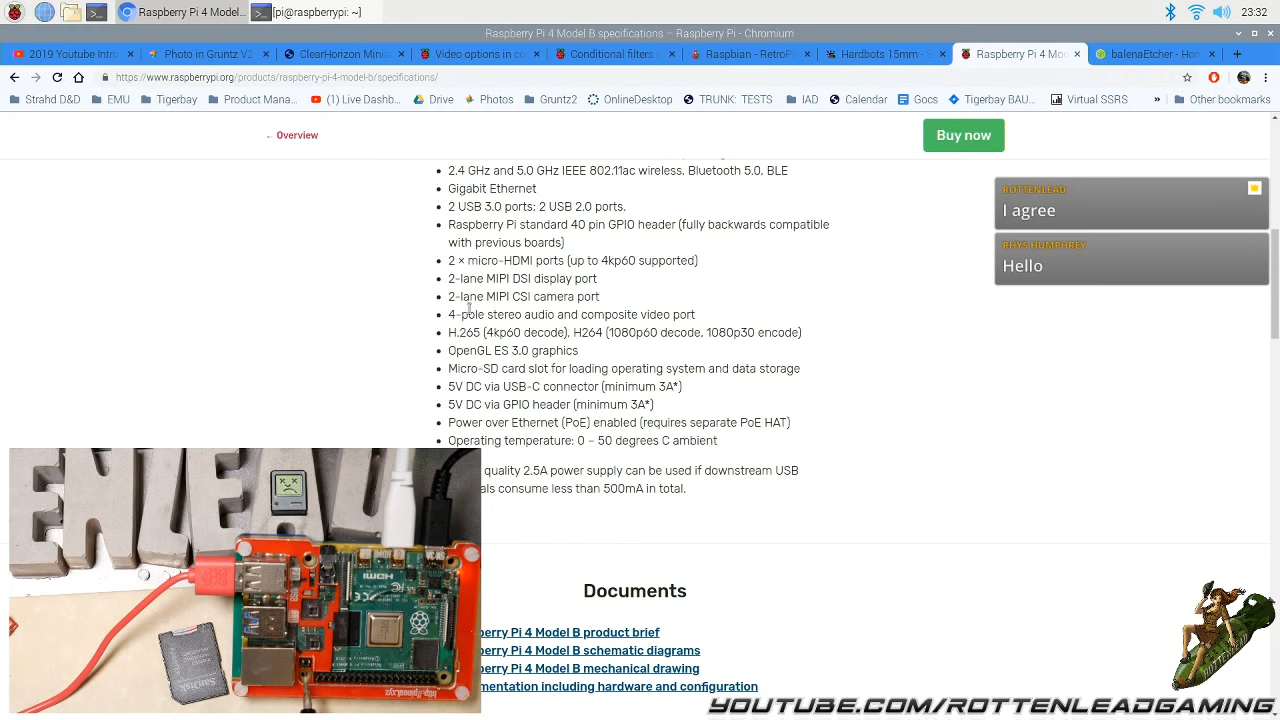 Raspberry Pi 4 Model...
[pi@raspberrypi: ~]
23:32
Raspberry Pi 4 Model B specifications – Raspberry Pi - Chromium
2019 Youtube Intro
Photo in Gruntz V2
ClearHorizon Minia
Video options in co
Conditional filters
Raspbian - RetroPi
Hardbots 15mm - S
Raspberry Pi 4 Mo
balenaEtcher - Ho
https://www.raspberrypi.org/products/raspberry-pi-4-model-b/specifications/
Strahd D&D
EMU
Tigerbay
Product Mana...
(1) Live Dashb...
Drive
Photos
Gruntz2
OnlineDesktop
TRUNK: TESTS
IAD
Calendar
Docs
Tigerbay BAU...
Virtual SSRS
»
Other bookmarks
← Overview
Buy now
2.4 GHz and 5.0 GHz IEEE 802.11ac wireless, Bluetooth 5.0, BLE
Gigabit Ethernet
2 USB 3.0 ports; 2 USB 2.0 ports.
Raspberry Pi standard 40 pin GPIO header (fully backwards compatible
with previous boards)
2 × micro-HDMI ports (up to 4kp60 supported)
2-lane MIPI DSI display port
2-lane MIPI CSI camera port
4-pole stereo audio and composite video port
H.265 (4kp60 decode), H264 (1080p60 decode, 1080p30 encode)
OpenGL ES 3.0 graphics
Micro-SD card slot for loading operating system and data storage
5V DC via USB-C connector (minimum 3A*)
5V DC via GPIO header (minimum 3A*)
Power over Ethernet (PoE) enabled (requires separate PoE HAT)
Operating temperature: 0 – 50 degrees C ambient
quality 2.5A power supply can be used if downstream USB
als consume less than 500mA in total.
Documents
berry Pi 4 Model B product brief
berry Pi 4 Model B schematic diagrams
berry Pi 4 Model B mechanical drawing
mentation including hardware and configuration
ROTTENLEAD
I agree
RHYS HUMPHREY
Hello
HDMI
SanDisk
http://pinout.xyz
YOUTUBE.COM/ROTTENLEADGAMING